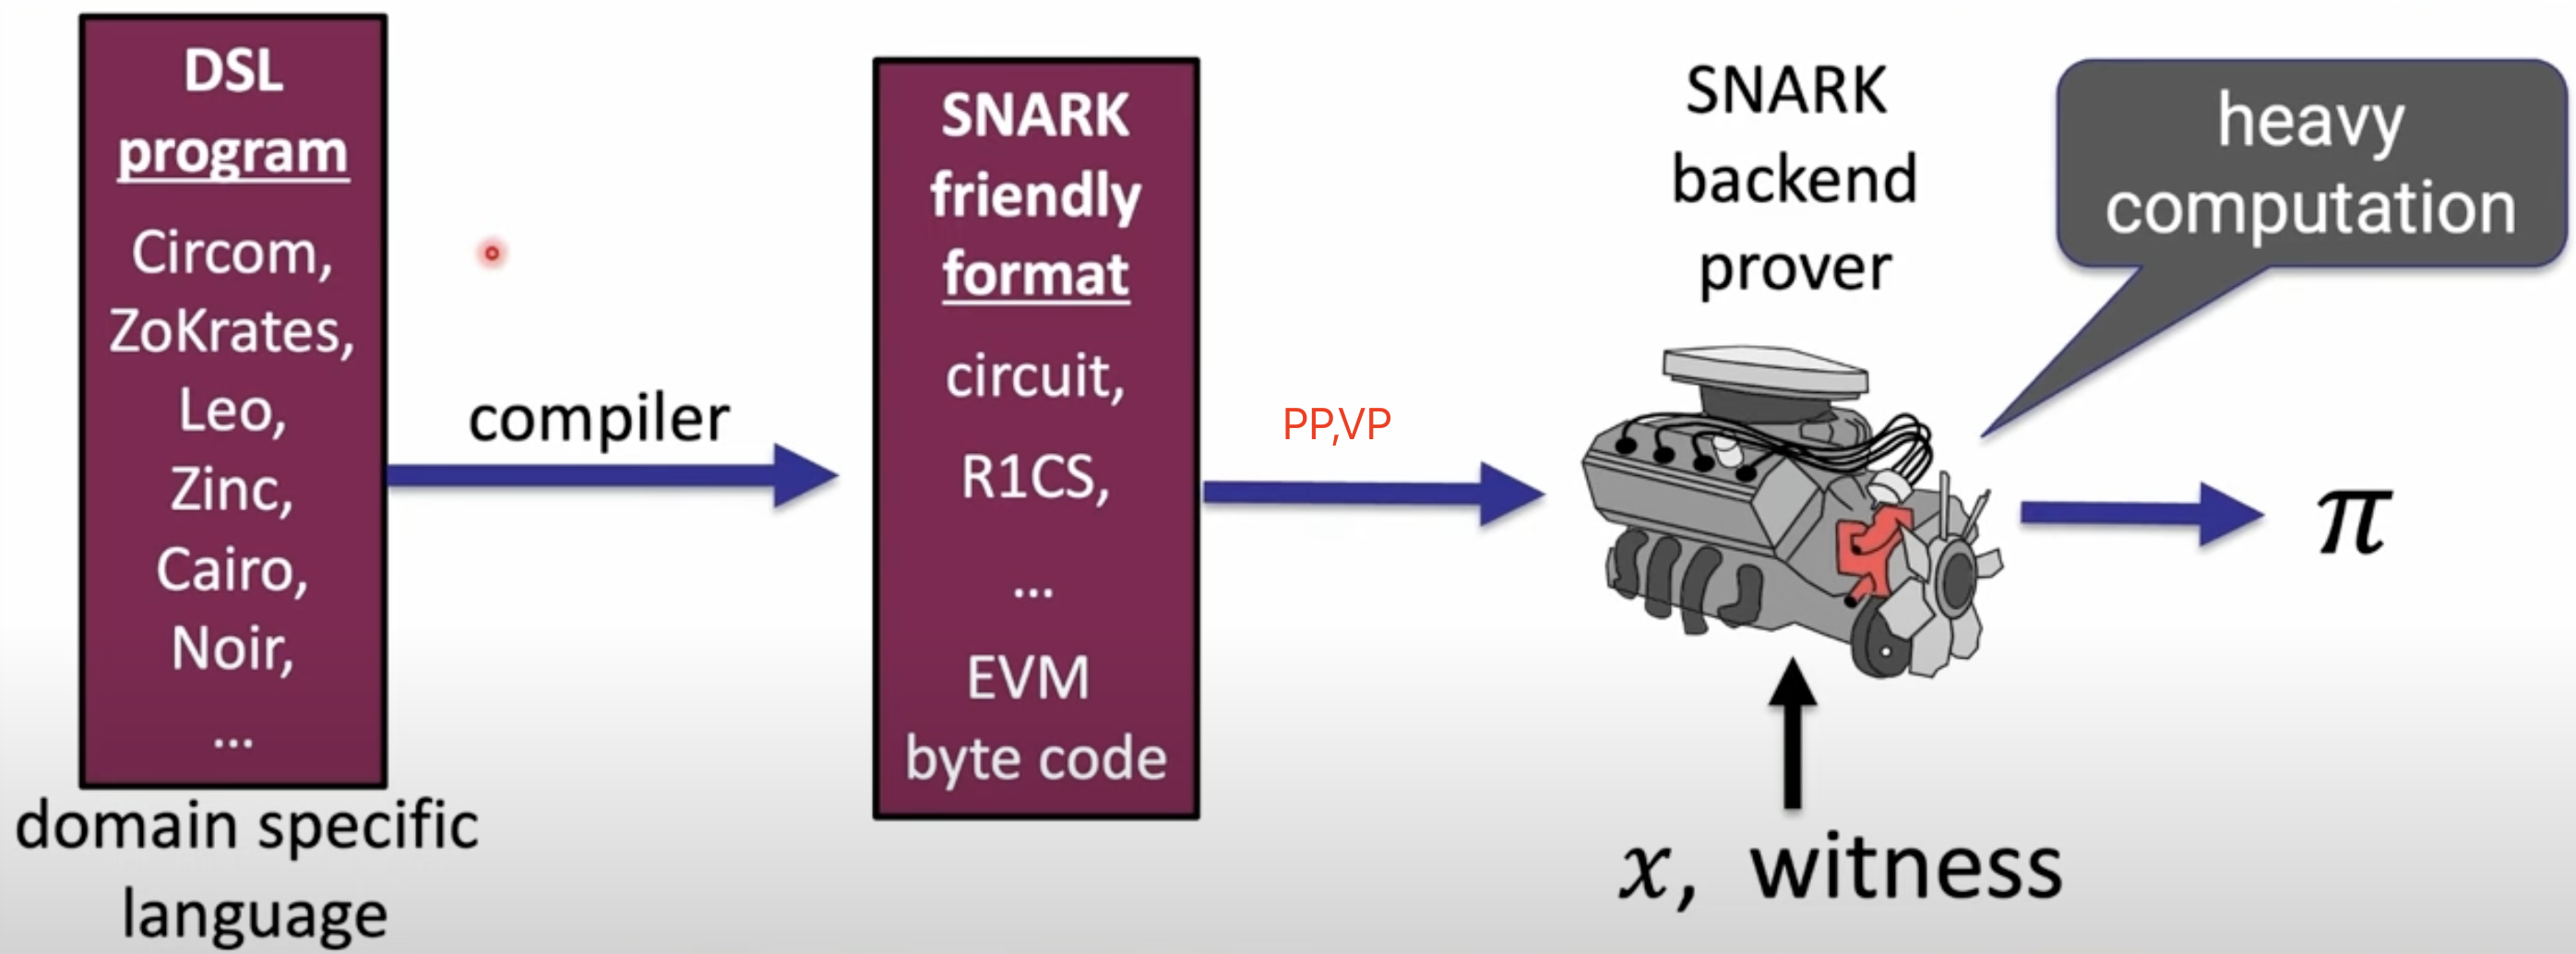 DSL
program
Circom,
ZoKrates,
Leo,
Zinc,
Cairo,
Noir,
...
domain specific
language
compiler
SNARK
friendly
format
circuit,
R1CS,
...
EVM
byte code
PP,VP
SNARK
backend
prover
heavy
computation
π
x, witness